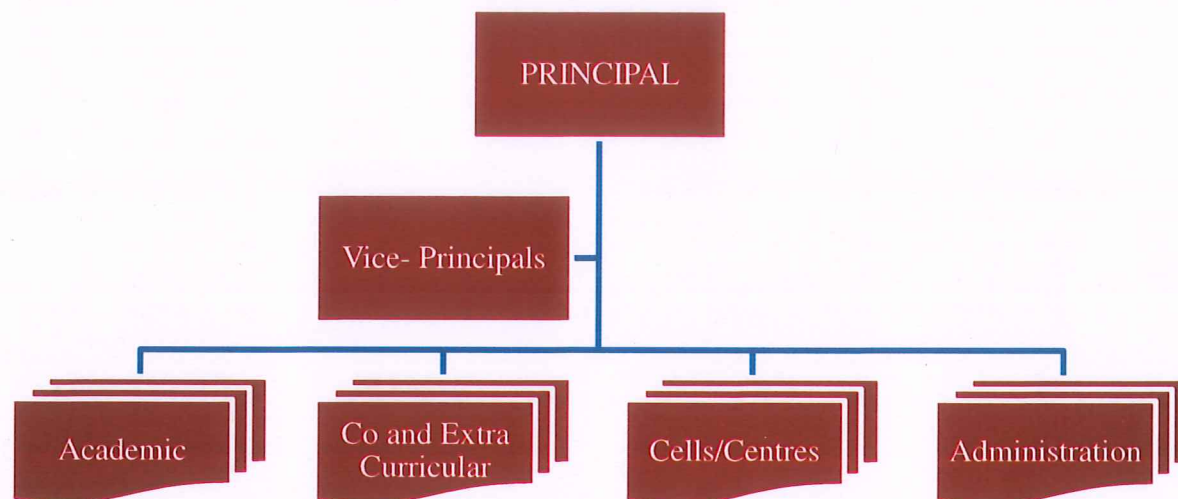 PRINCIPAL
Vice- Principals
Academic
Co and Extra
Curricular
Cells/Centres
Administration